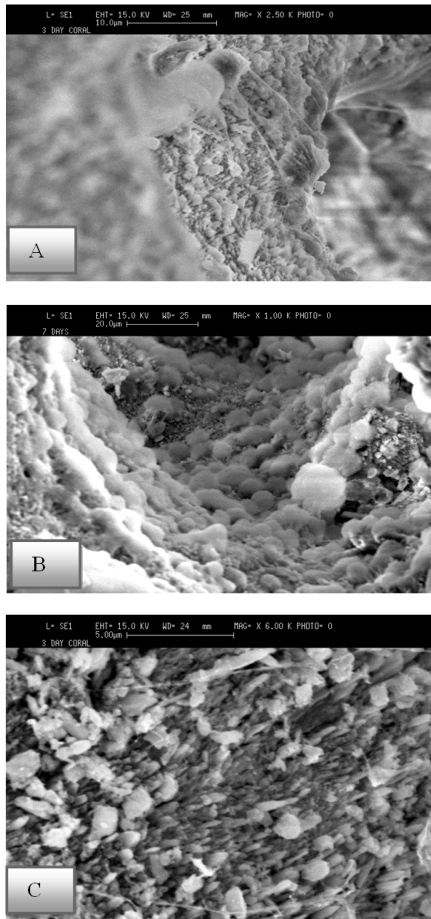 L= SE1 EHT= 15.0 KV WD= 25 mm MAG= X 2.50 K PHOTO= 0
10.0µm
3 DAY CORAL
A
L= SE1 EHT= 15.0 KV WD= 25 mm MAG= X 1.00 K PHOTO= 0
20.0µm
7 DAYS
B
L= SE1 EHT= 15.0 KV WD= 24 mm MAG= X 6.00 K PHOTO= 0
5.00µm
3 DAY CORAL
C